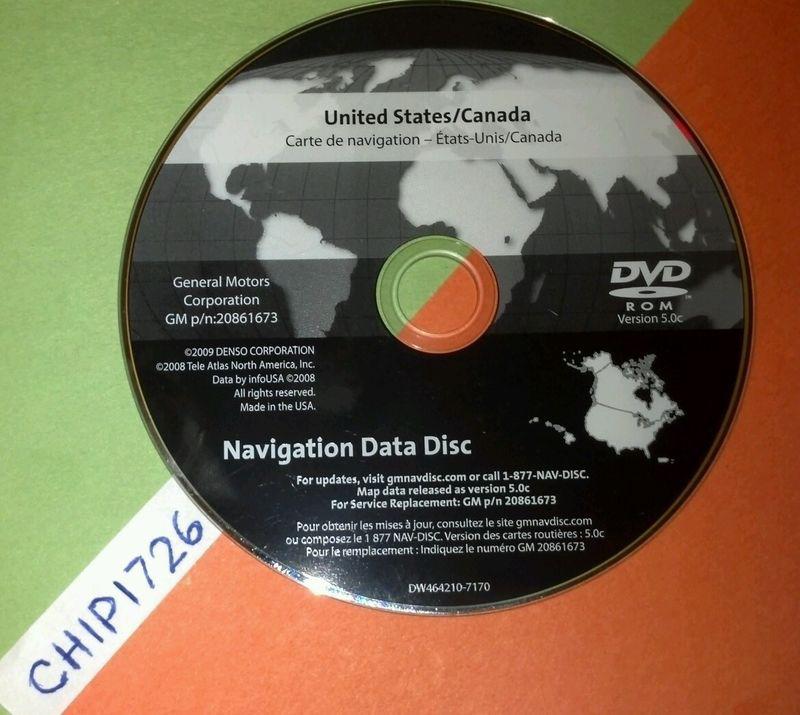 United States/Canada
Carte de navigation – États-Unis/Canada
General Motors
Corporation
GM p/n:20861673
DVD
ROM
TM
Version 5.0c
©2009 DENSO CORPORATION
©2008 Tele Atlas North America, Inc.
Data by infoUSA ©2008
All rights reserved.
Made in the USA.
Navigation Data Disc
For updates, visit gmnavdisc.com or call 1-877-NAV-DISC.
Map data released as version 5.0c
For Service Replacement: GM p/n 20861673
Pour obtenir les mises à jour, consultez le site gmnavdisc.com
ou composez le 1 877 NAV-DISC. Version des cartes routières : 5.0c
Pour le remplacement : Indiquez le numéro GM 20861673
DW464210-7170
CHIP1726